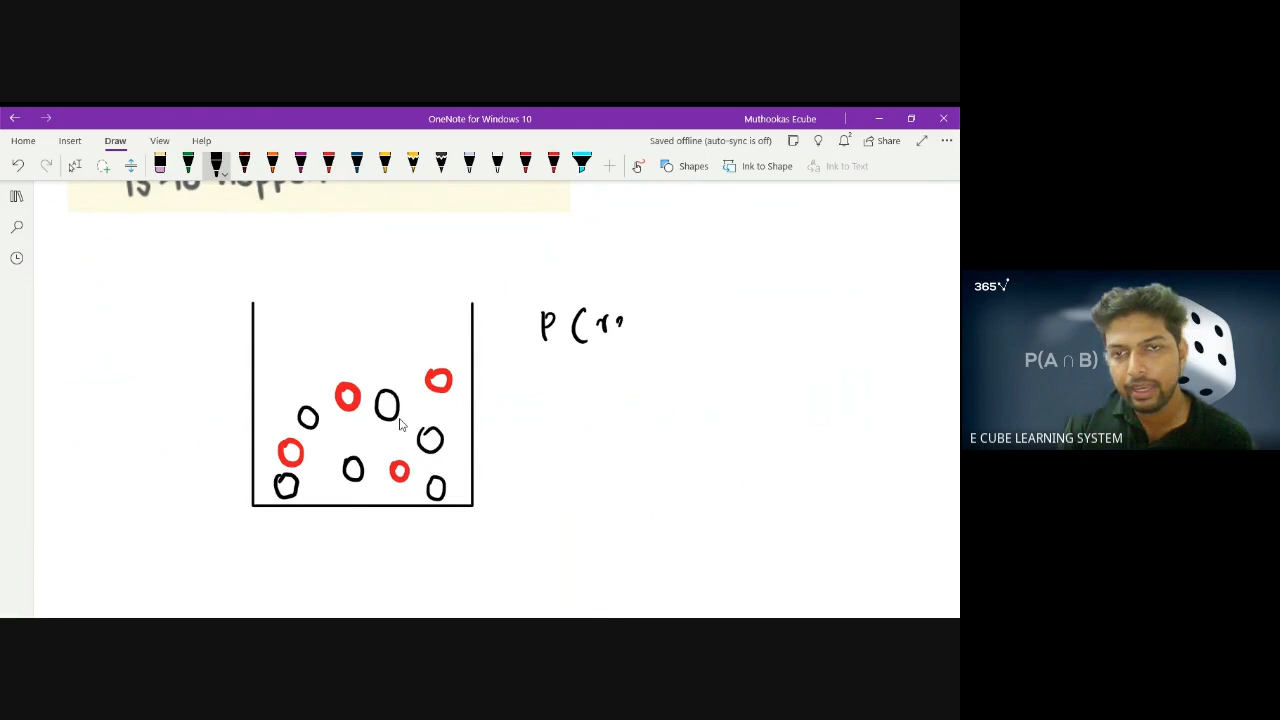 OneNote for Windows 10
Muthookas Ecube
Home Insert Draw View Help
Saved offline (auto-sync is off)
2
Share
Shapes
Ink to Shape
Ink to Text
P (r
365
P(A ∩ B)
E CUBE LEARNING SYSTEM